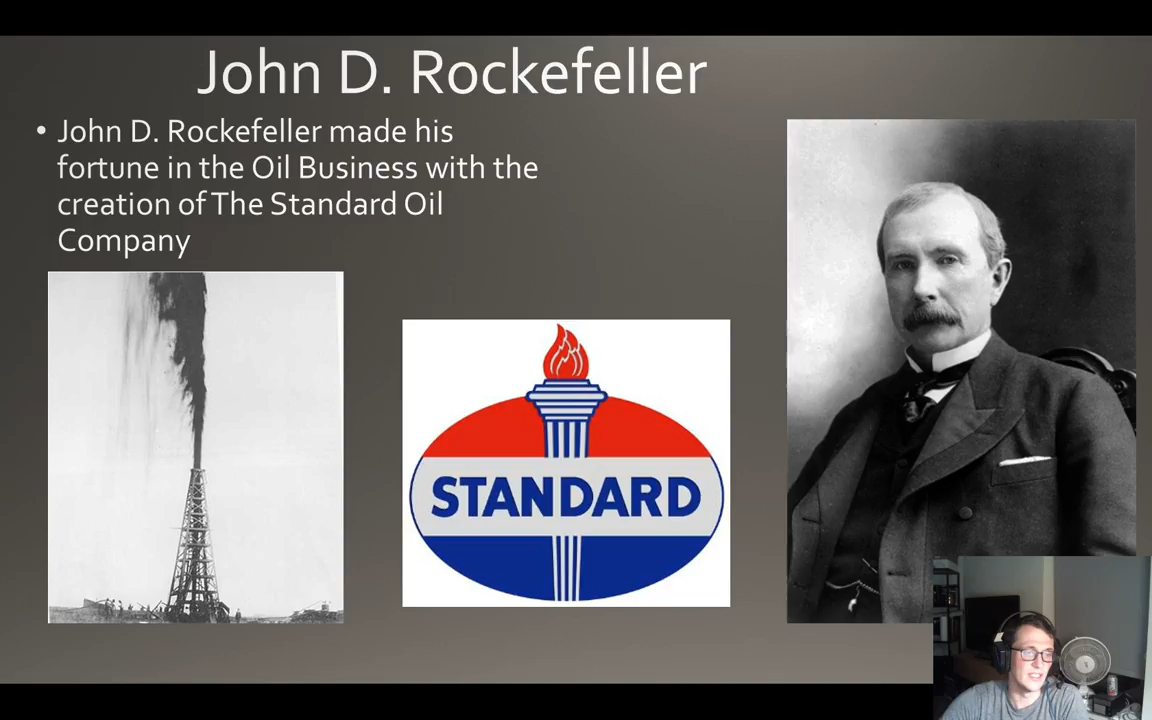 John D. Rockefeller
• John D. Rockefeller made his
fortune in the Oil Business with the
creation of The Standard Oil
Company
STANDARD